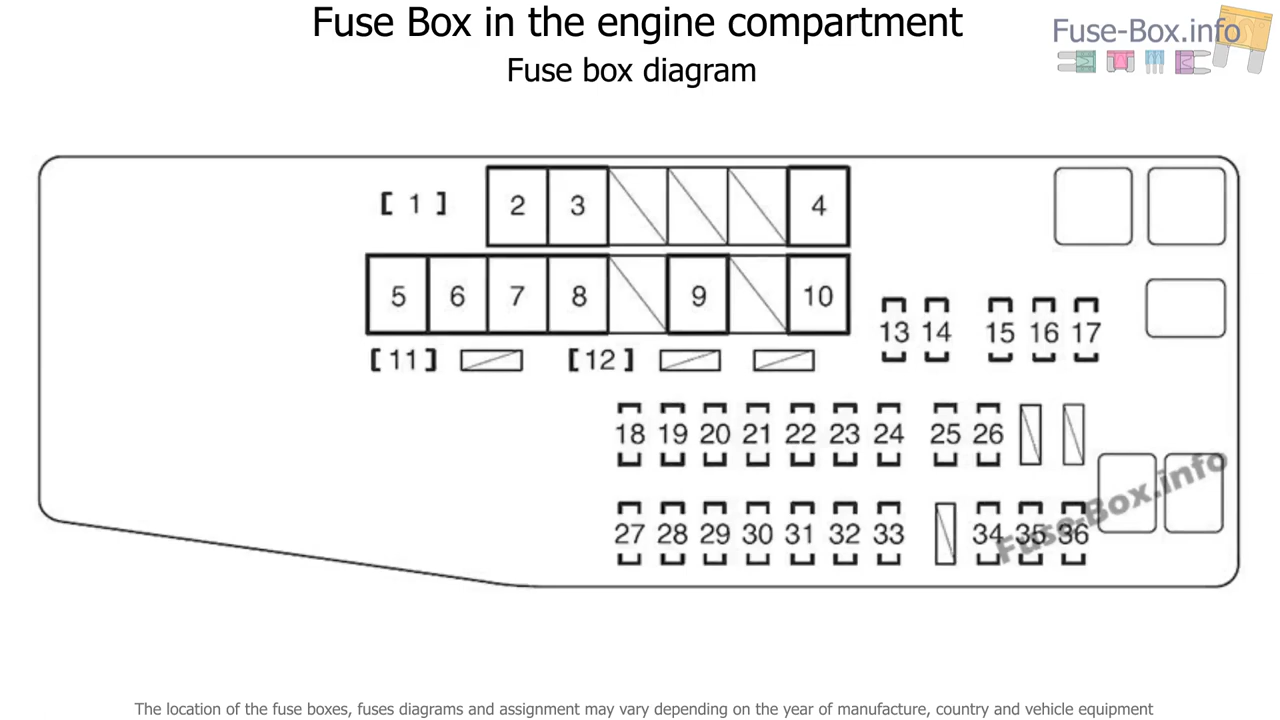 Fuse Box in the engine compartment
Fuse-Box.info
Fuse box diagram
[ 1 ] 2 3 4
5 6 7 8 9 10
[11] [12]
13 14 15 16 17
18 19 20 21 22 23 24 25 26
27 28 29 30 31 32 33 34 35 36
Fuse-Box.info
The location of the fuse boxes, fuses diagrams and assignment may vary depending on the year of manufacture, country and vehicle equipment